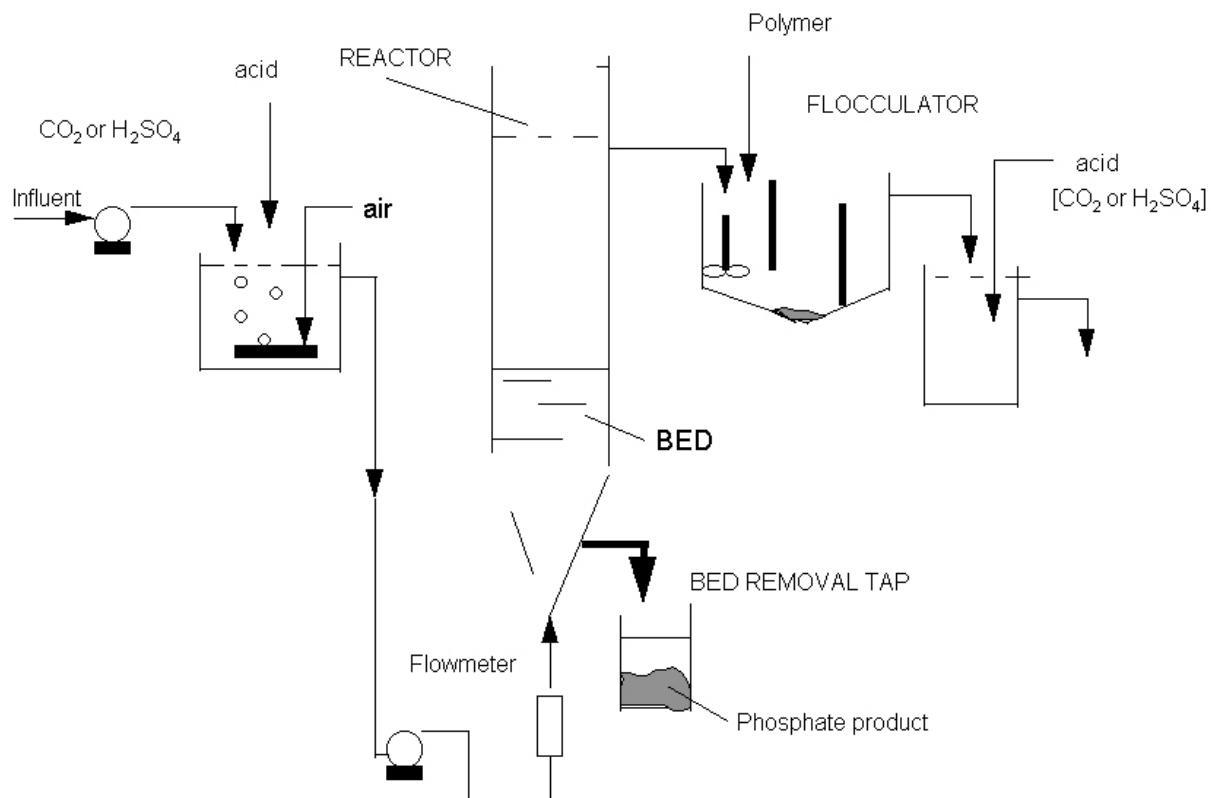 Polymer
REACTOR
acid
FLOCCULATOR
CO₂ or H₂SO₄
acid
[CO₂ or H₂SO₄]
Influent
air
BED
BED REMOVAL TAP
Flowmeter
Phosphate product